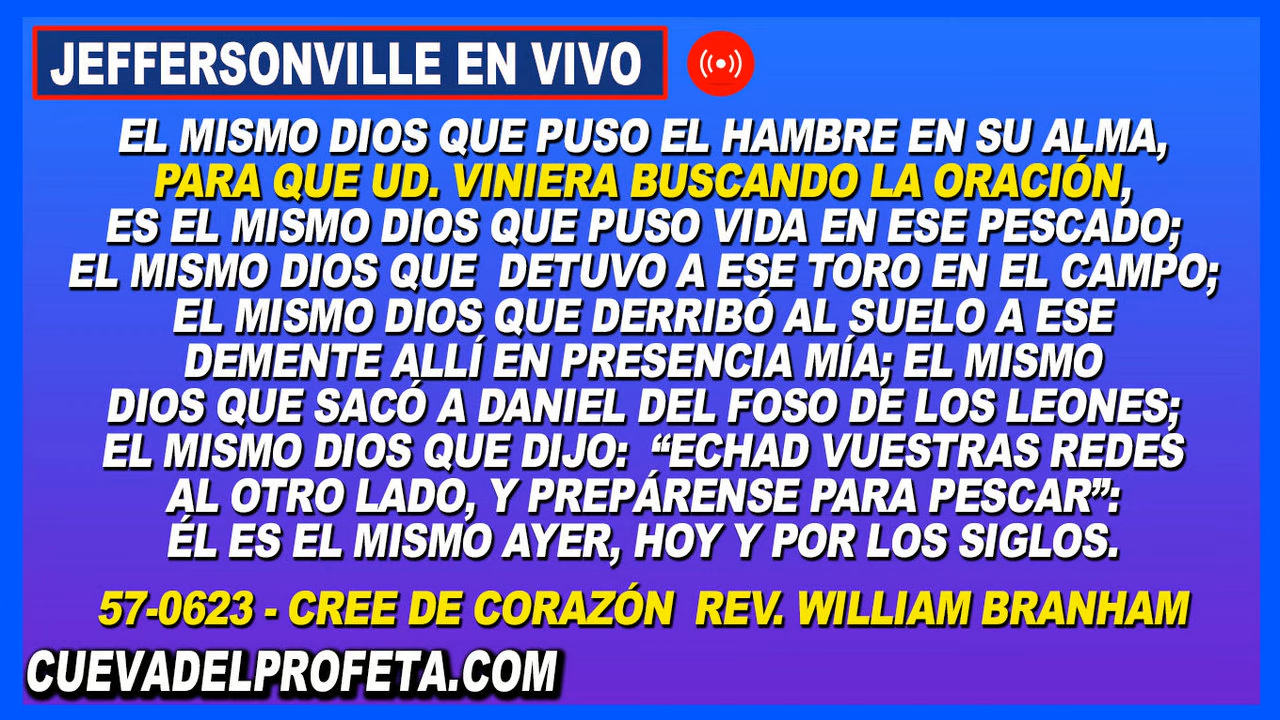 JEFFERSONVILLE EN VIVO
EL MISMO DIOS QUE PUSO EL HAMBRE EN SU ALMA,
PARA QUE UD. VINIERA BUSCANDO LA ORACIÓN,
ES EL MISMO DIOS QUE PUSO VIDA EN ESE PESCADO;
EL MISMO DIOS QUE DETUVO A ESE TORO EN EL CAMPO;
EL MISMO DIOS QUE DERRIBÓ AL SUELO A ESE
DEMENTE ALLÍ EN PRESENCIA MÍA; EL MISMO
DIOS QUE SACÓ A DANIEL DEL FOSO DE LOS LEONES;
EL MISMO DIOS QUE DIJO: “ECHAD VUESTRAS REDES
AL OTRO LADO, Y PREPÁRENSE PARA PESCAR”:
ÉL ES EL MISMO AYER, HOY Y POR LOS SIGLOS.
57-0623 - CREE DE CORAZÓN REV. WILLIAM BRANHAM
CUEVADELPROFETA.COM